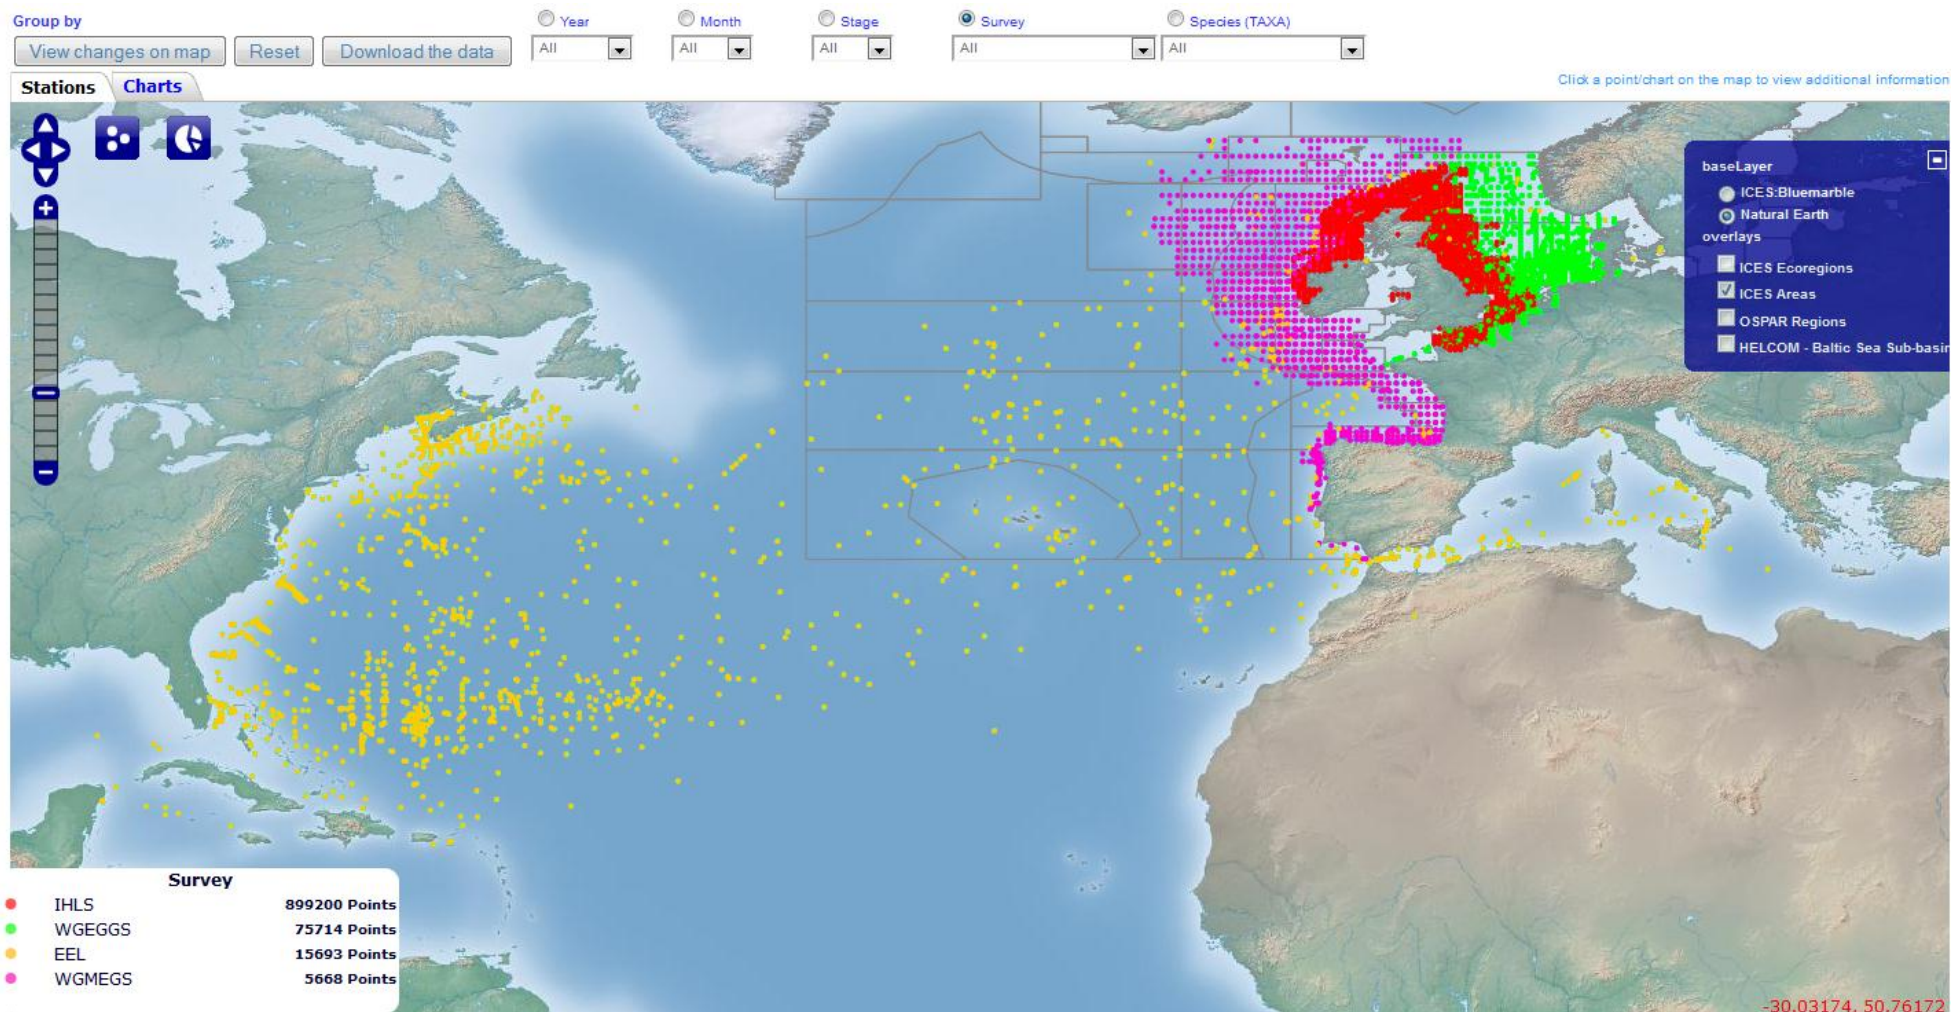 Group by
Year Month Stage Survey Species (TAXA)
View changes on map Reset Download the data All All All All All
Stations Charts
Click a point/chart on the map to view additional information
baseLayer
ICES:Bluemarble
Natural Earth
overlays
ICES Ecoregions
ICES Areas
OSPAR Regions
HELCOM - Baltic Sea Sub-basin
Survey
IHLS 899200 Points
WGEGGS 75714 Points
EEL 15693 Points
WGMEGS 5668 Points
-30.03174, 50.76172